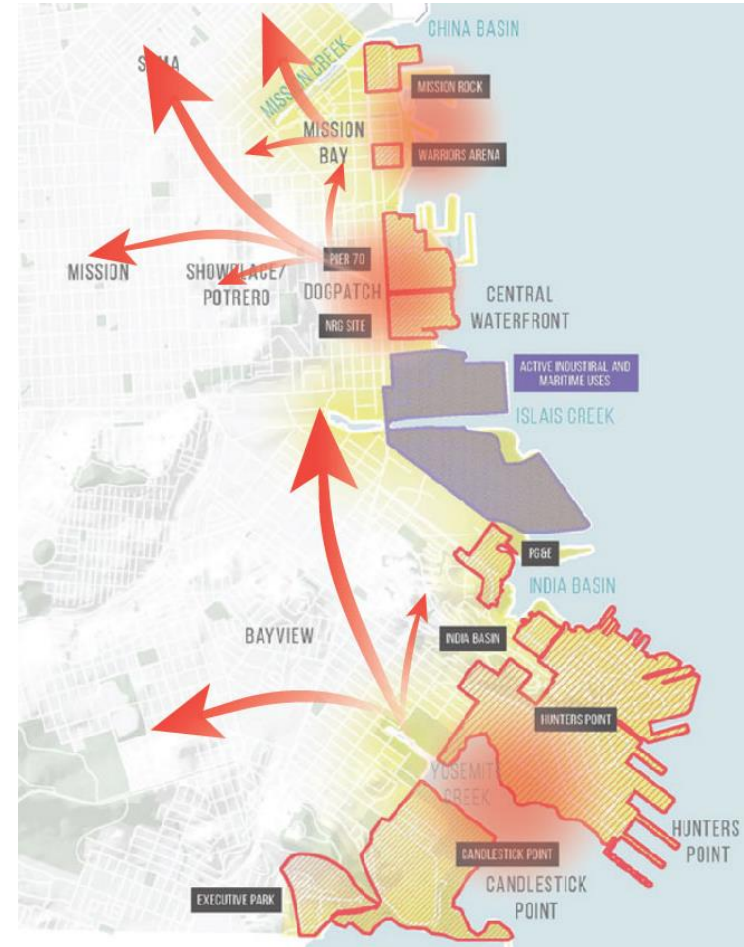 CHINA BASIN
SOMA
MISSION CREEK
MISSION ROCK
MISSION
BAY
WARRIORS ARENA
PIER 70
MISSION
SHOWPLACE/
POTRERO
DOGPATCH
CENTRAL
WATERFRONT
NRG SITE
ACTIVE INDUSTIRIAL AND
MARITIME USES
ISLAIS CREEK
PG&E
INDIA BASIN
BAYVIEW
INDIA BASIN
HUNTERS POINT
YOSEMITE
CREEK
HUNTERS
POINT
CANDLESTICK POINT
CANDLESTICK
POINT
EXECUTIVE PARK